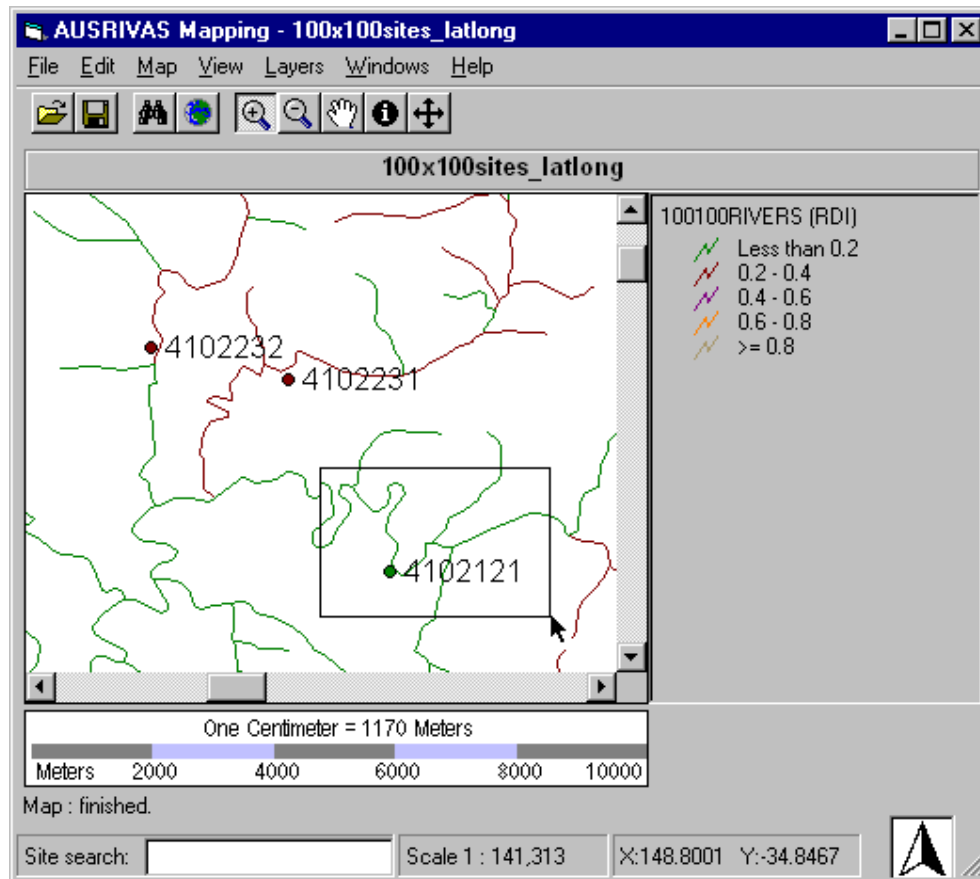 AUSRIVAS Mapping - 100x100sites_latlong
File Edit Map View Layers Windows Help
100x100sites_latlong
100100RIVERS (RDI)
Less than 0.2
0.2 - 0.4
0.4 - 0.6
0.6 - 0.8
>= 0.8
4102232
4102231
4102121
One Centimeter = 1170 Meters
Meters 2000 4000 6000 8000 10000
Map : finished.
Site search: Scale 1 : 141,313 X:148.8001 Y:-34.8467